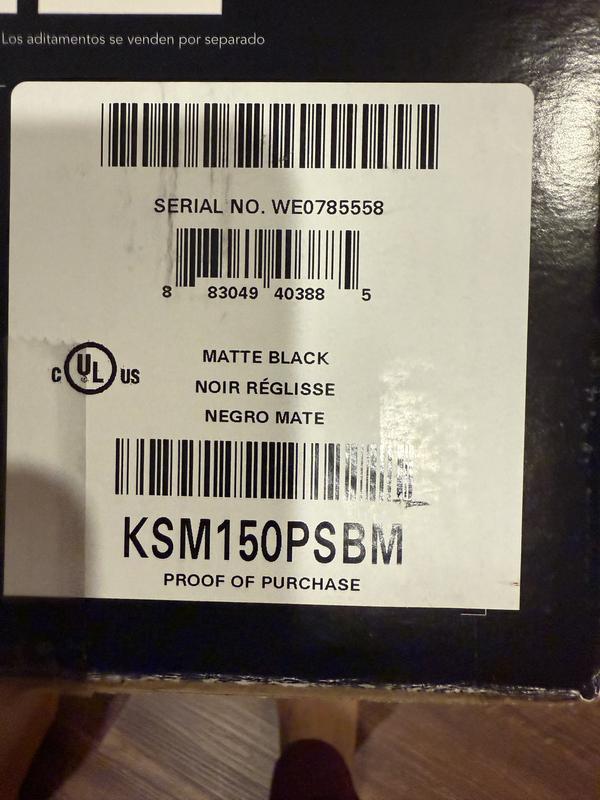 Los aditamentos se venden por separado
SERIAL NO. WE0785558
8 83049 40388 5
C UL US
MATTE BLACK
NOIR RÉGLISSE
NEGRO MATE
KSM150PSBM
PROOF OF PURCHASE